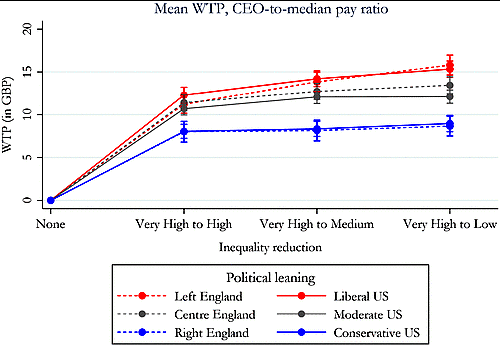 Mean WTP, CEO-to-median pay ratio
20
15
10
5
0
WTP (in GBP)
None
Very High to High
Very High to Medium
Very High to Low
Inequality reduction
Political leaning
Left England
Liberal US
Centre England
Moderate US
Right England
Conservative US